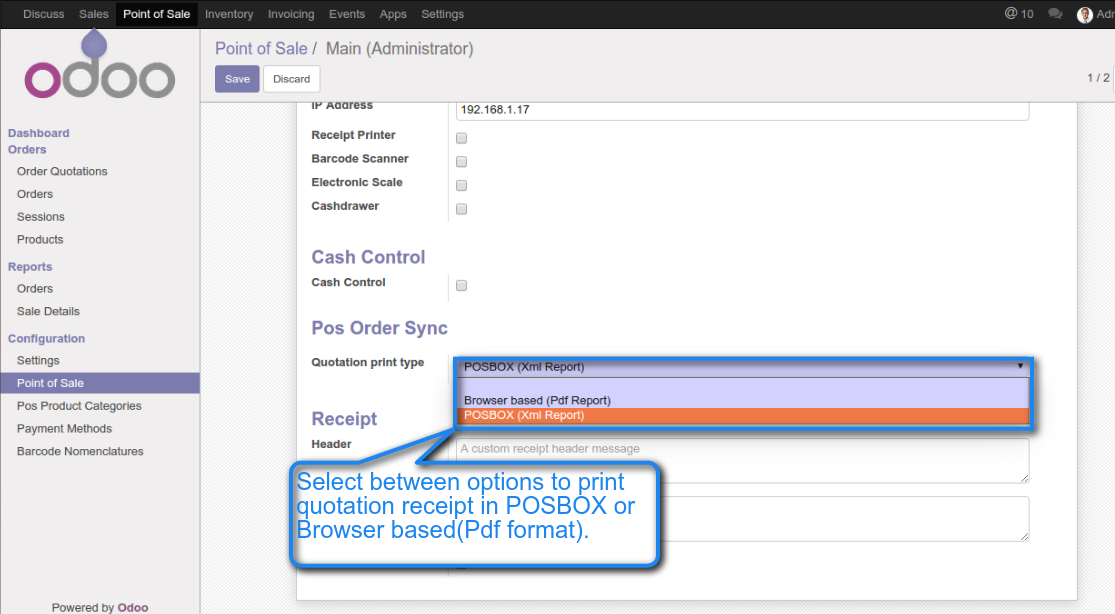 Discuss Sales Point of Sale Inventory Invoicing Events Apps Settings @ 10 Adr
odoo
Point of Sale / Main (Administrator)
Save Discard 1 / 2
Dashboard
Orders
Order Quotations
Orders
Sessions
Products
Reports
Orders
Sale Details
Configuration
Settings
Point of Sale
Pos Product Categories
Payment Methods
Barcode Nomenclatures
Powered by Odoo
IP Address 192.168.1.17
Receipt Printer
Barcode Scanner
Electronic Scale
Cashdrawer
Cash Control
Cash Control
Pos Order Sync
Quotation print type POSBOX (Xml Report)
Browser based (Pdf Report)
POSBOX (Xml Report)
Receipt
Header A custom receipt header message
Select between options to print
quotation receipt in POSBOX or
Browser based(Pdf format).